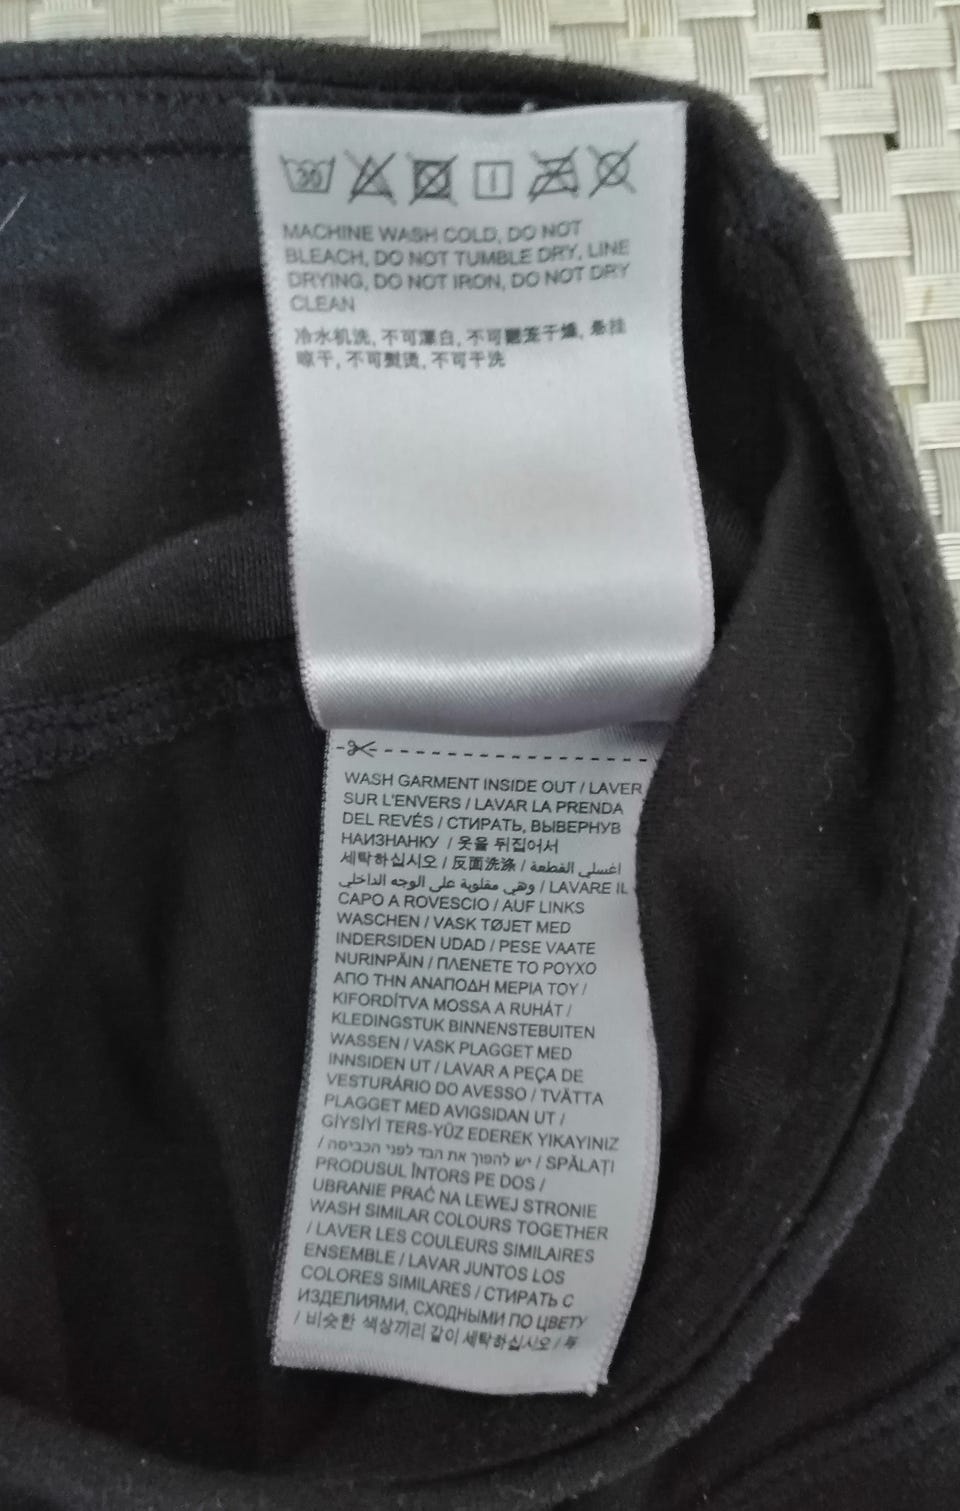 30
MACHINE WASH COLD, DO NOT
BLEACH, DO NOT TUMBLE DRY, LINE
DRYING, DO NOT IRON, DO NOT DRY
CLEAN
冷水机洗, 不可漂白, 不可翻笼干燥, 悬挂
晾干, 不可熨烫, 不可干洗
WASH GARMENT INSIDE OUT / LAVER
SUR L'ENVERS / LAVAR LA PRENDA
DEL REVÉS / СТИРАТЬ, ВЫВЕРНУВ
НАИЗНАНКУ / 옷을 뒤집어서
세탁하십시오 / 反面洗涤 / اغسلي القطعة
وهي مقلوبة على الوجه الداخلي / LAVARE IL
CAPO A ROVESCIO / AUF LINKS
WASCHEN / VASK TØJET MED
INDERSIDEN UDAD / PESE VAATE
NURINPÄIN / ΠΛΕΝΕΤΕ ΤΟ ΡΟΥΧΟ
ΑΠΟ ΤΗΝ ΑΝΑΠΟΔΗ ΜΕΡΙΑ ΤΟΥ /
KIFORDÍTVA MOSSA A RUHÁT /
KLEDINGSTUK BINNENSTEBUITEN
WASSEN / VASK PLAGGET MED
INNSIDEN UT / LAVAR A PEÇA DE
VESTURÁRIO DO AVESSO / TVÄTTA
PLAGGET MED AVIGSIDAN UT /
GİYSİYİ TERS-YÜZ EDEREK YIKAYINIZ
/ יש להפוך את הבד לפני הכביסה / SPĂLAȚI
PRODUSUL ÎNTORS PE DOS /
UBRANIE PRAĆ NA LEWEJ STRONIE
WASH SIMILAR COLOURS TOGETHER
/ LAVER LES COULEURS SIMILAIRES
ENSEMBLE / LAVAR JUNTOS LOS
COLORES SIMILARES / СТИРАТЬ С
ИЗДЕЛИЯМИ, СХОДНЫМИ ПО ЦВЕТУ
/ 비슷한 색상끼리 같이 세탁하십시오 / 与